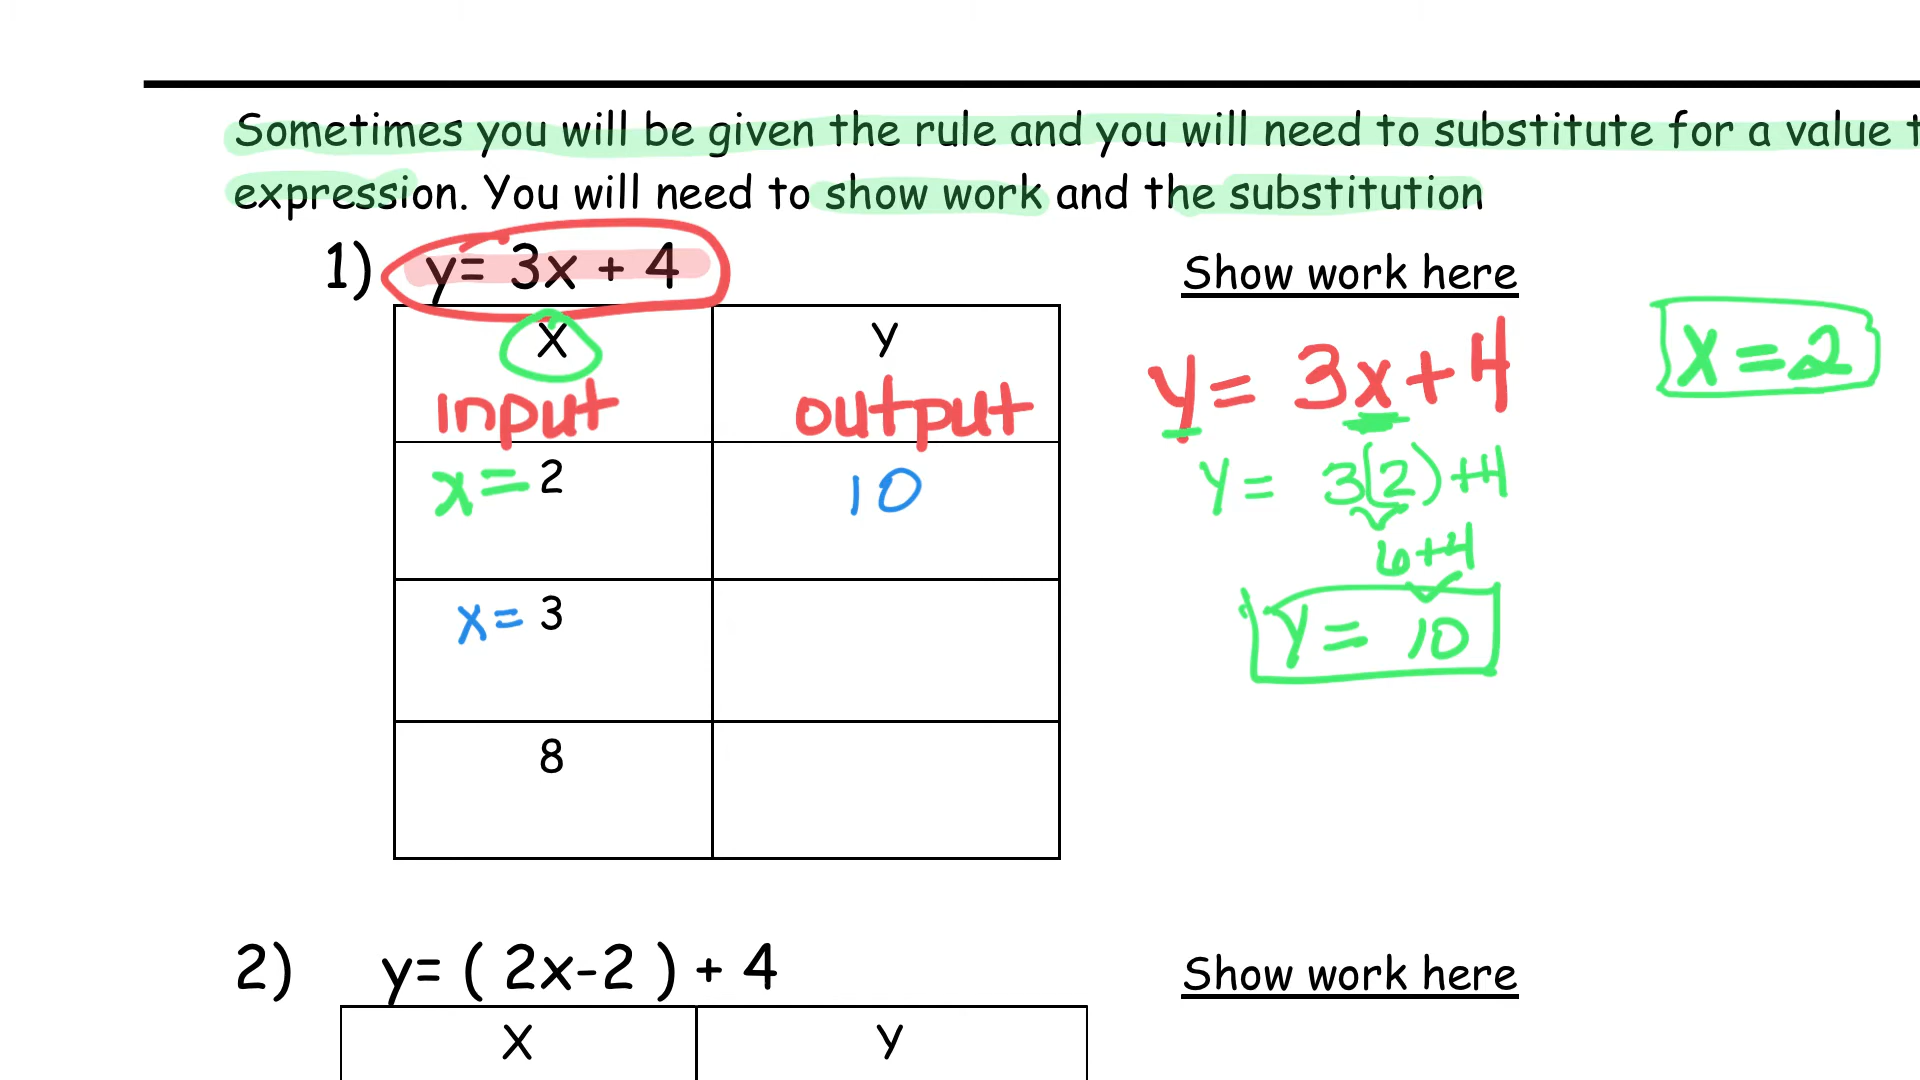 Sometimes you will be given the rule and you will need to substitute for a value
expression. You will need to show work and the substitution
1) y= 3x + 4
Show work here
x y
input output
x = 2 10
x = 3
8
y = 3x + 4
x = 2
y = 3(2) + 4
6+4
y = 10
2) y= ( 2x-2 ) + 4
Show work here
x y